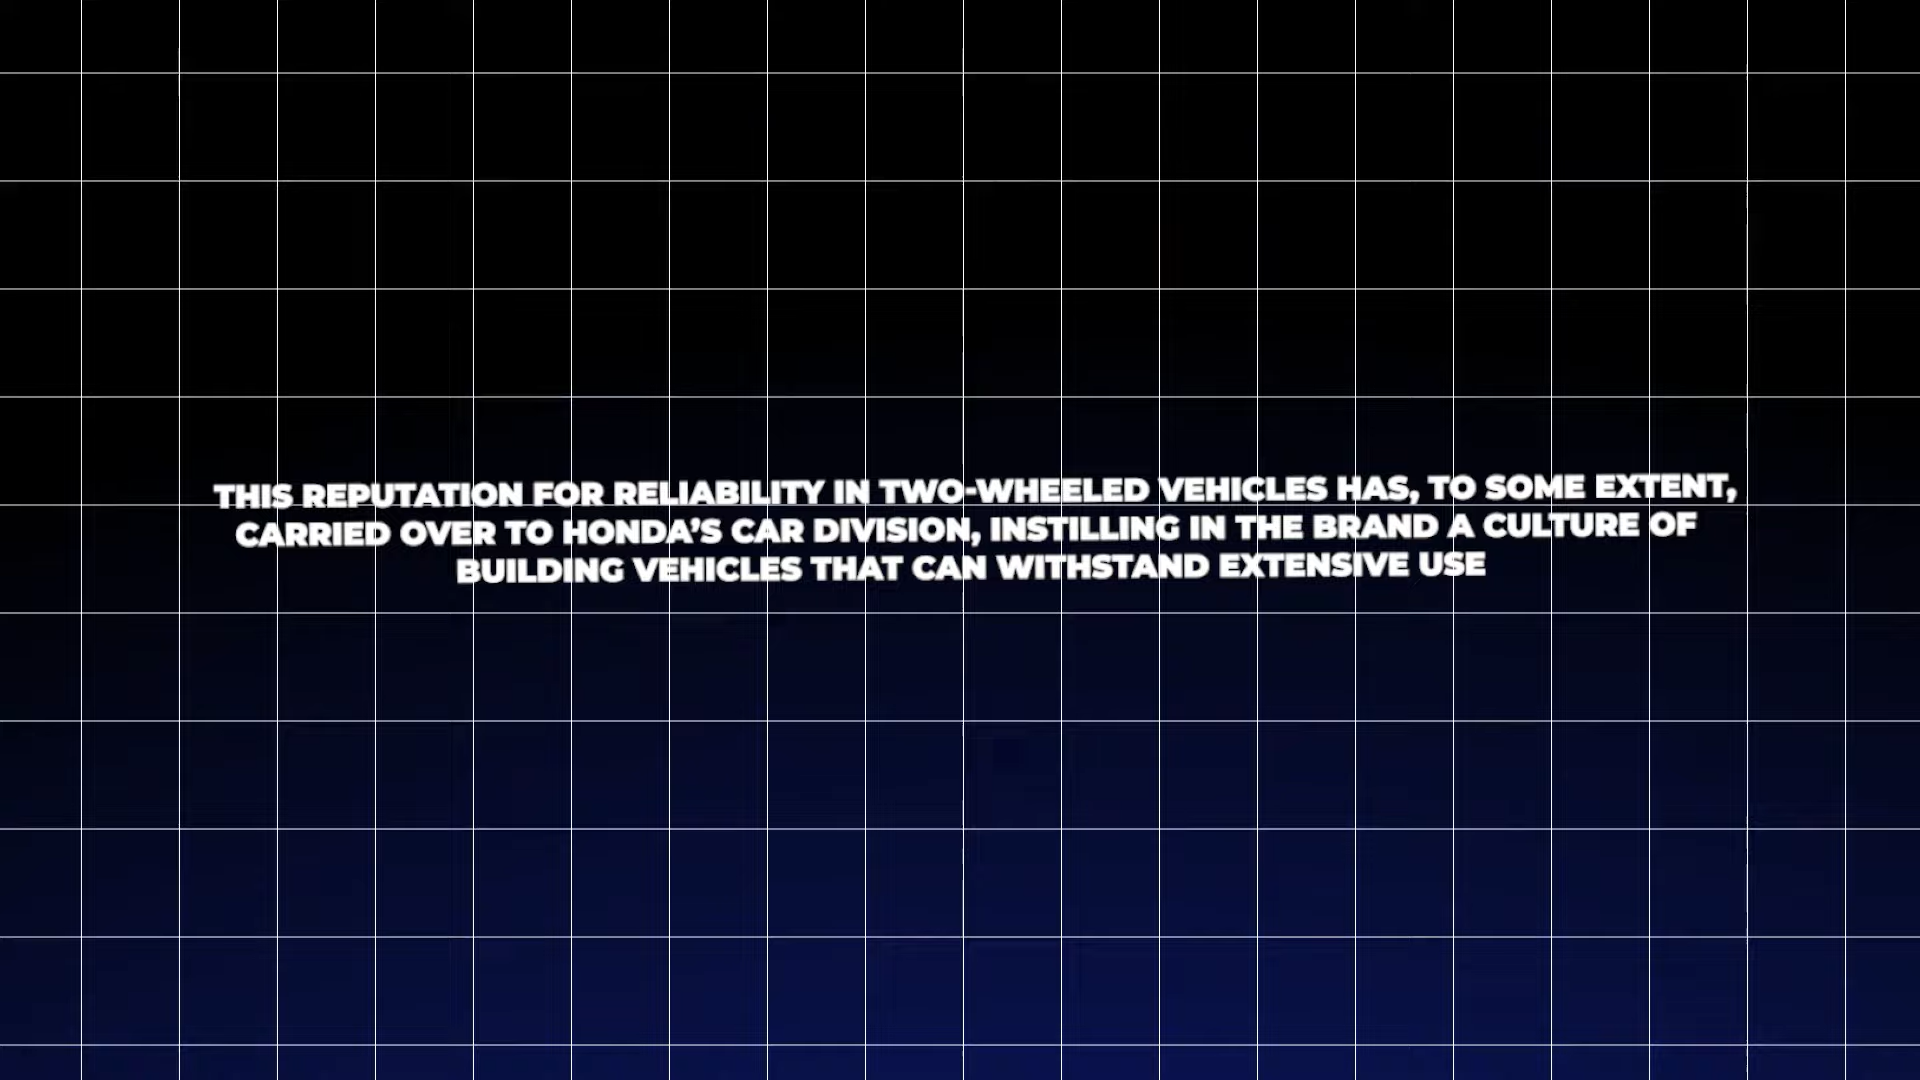 THIS REPUTATION FOR RELIABILITY IN TWO-WHEELED VEHICLES HAS, TO SOME EXTENT,
CARRIED OVER TO HONDA’S CAR DIVISION, INSTILLING IN THE BRAND A CULTURE OF
BUILDING VEHICLES THAT CAN WITHSTAND EXTENSIVE USE